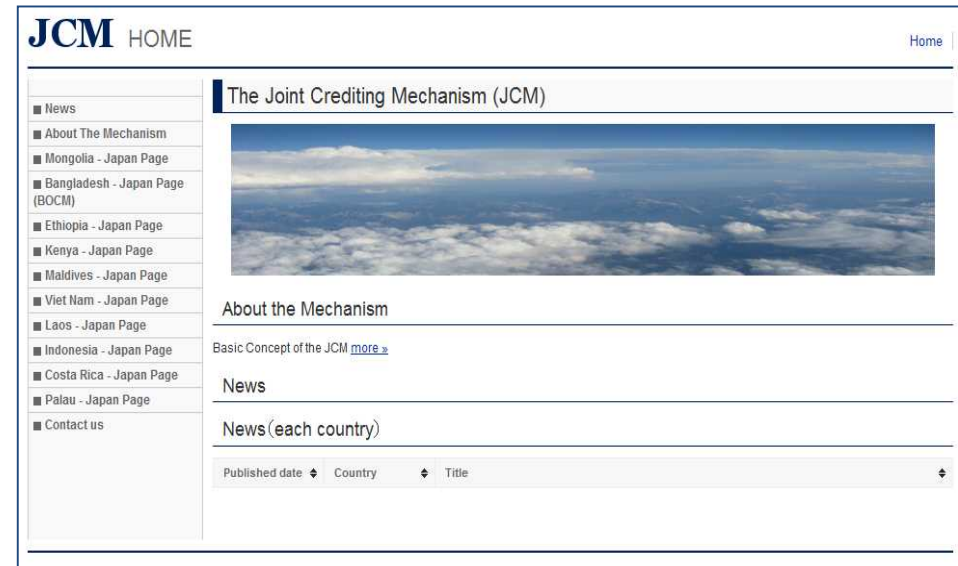 JCM HOME
Home
News
About The Mechanism
Mongolia - Japan Page
Bangladesh - Japan Page
(BOCM)
Ethiopia - Japan Page
Kenya - Japan Page
Maldives - Japan Page
Viet Nam - Japan Page
Laos - Japan Page
Indonesia - Japan Page
Costa Rica - Japan Page
Palau - Japan Page
Contact us
The Joint Crediting Mechanism (JCM)
About the Mechanism
Basic Concept of the JCM more »
News
News（each country）
Published date Country Title